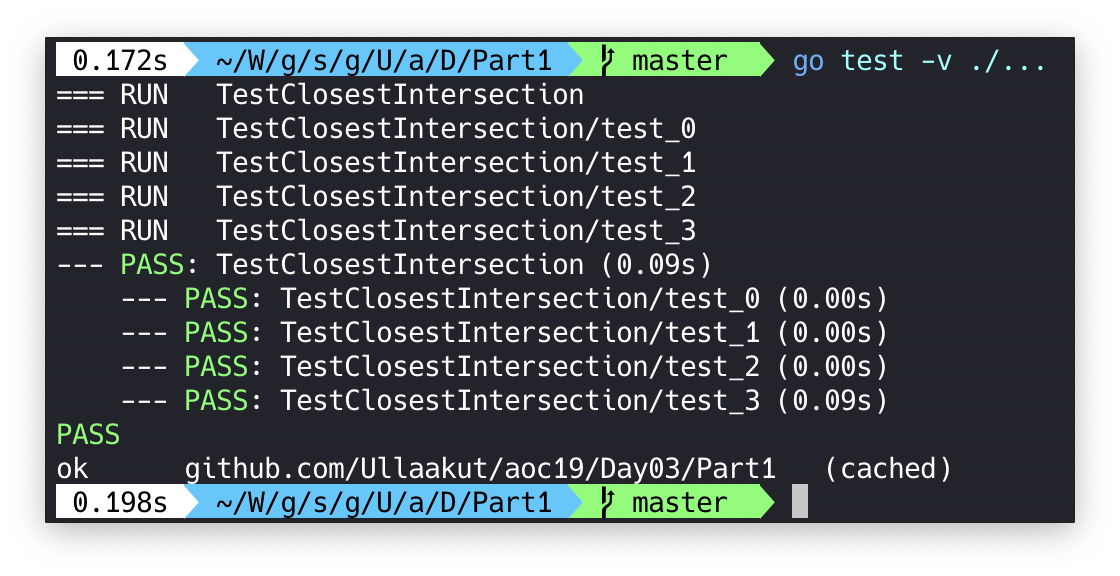 0.172s ~/W/g/s/g/U/a/D/Part1 master go test -v ./...
=== RUN   TestClosestIntersection
=== RUN   TestClosestIntersection/test_0
=== RUN   TestClosestIntersection/test_1
=== RUN   TestClosestIntersection/test_2
=== RUN   TestClosestIntersection/test_3
--- PASS: TestClosestIntersection (0.09s)
    --- PASS: TestClosestIntersection/test_0 (0.00s)
    --- PASS: TestClosestIntersection/test_1 (0.00s)
    --- PASS: TestClosestIntersection/test_2 (0.00s)
    --- PASS: TestClosestIntersection/test_3 (0.09s)
PASS
ok      github.com/Ullaakut/aoc19/Day03/Part1   (cached)
0.198s ~/W/g/s/g/U/a/D/Part1 master